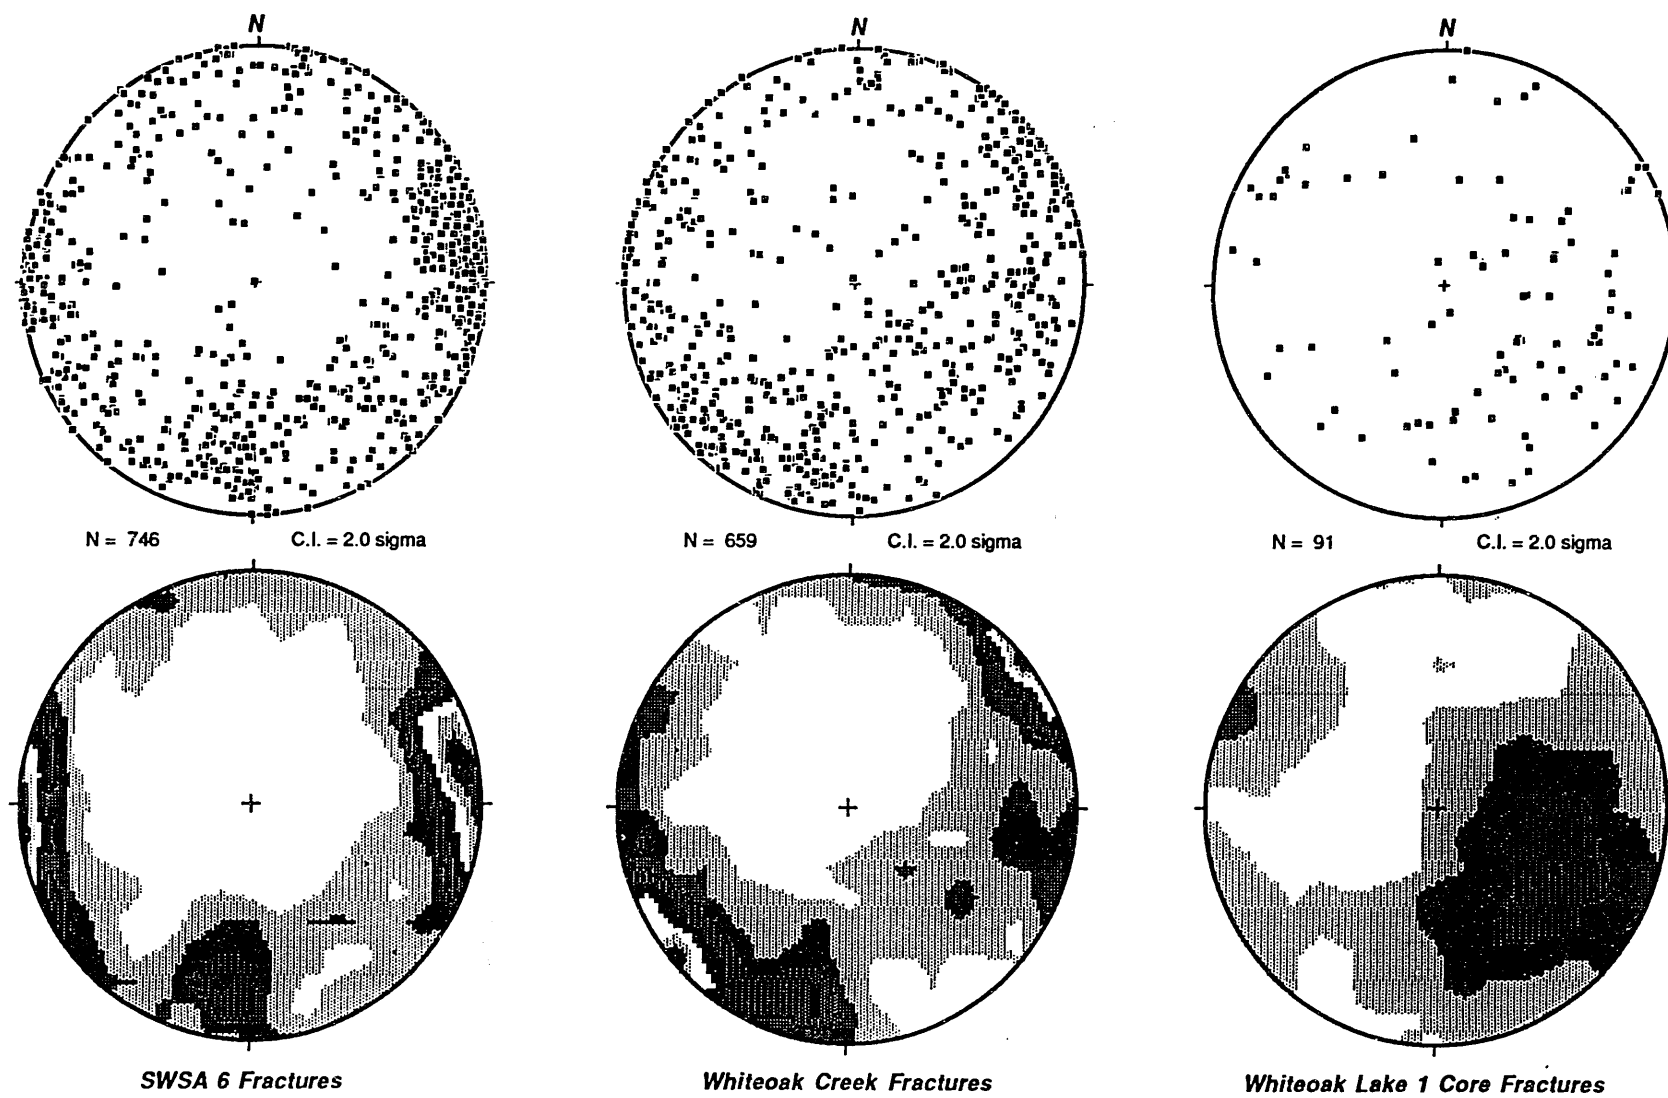 N
N
N
N = 746
C.I. = 2.0 sigma
N = 659
C.I. = 2.0 sigma
N = 91
C.I. = 2.0 sigma
SWSA 6 Fractures
Whiteoak Creek Fractures
Whiteoak Lake 1 Core Fractures